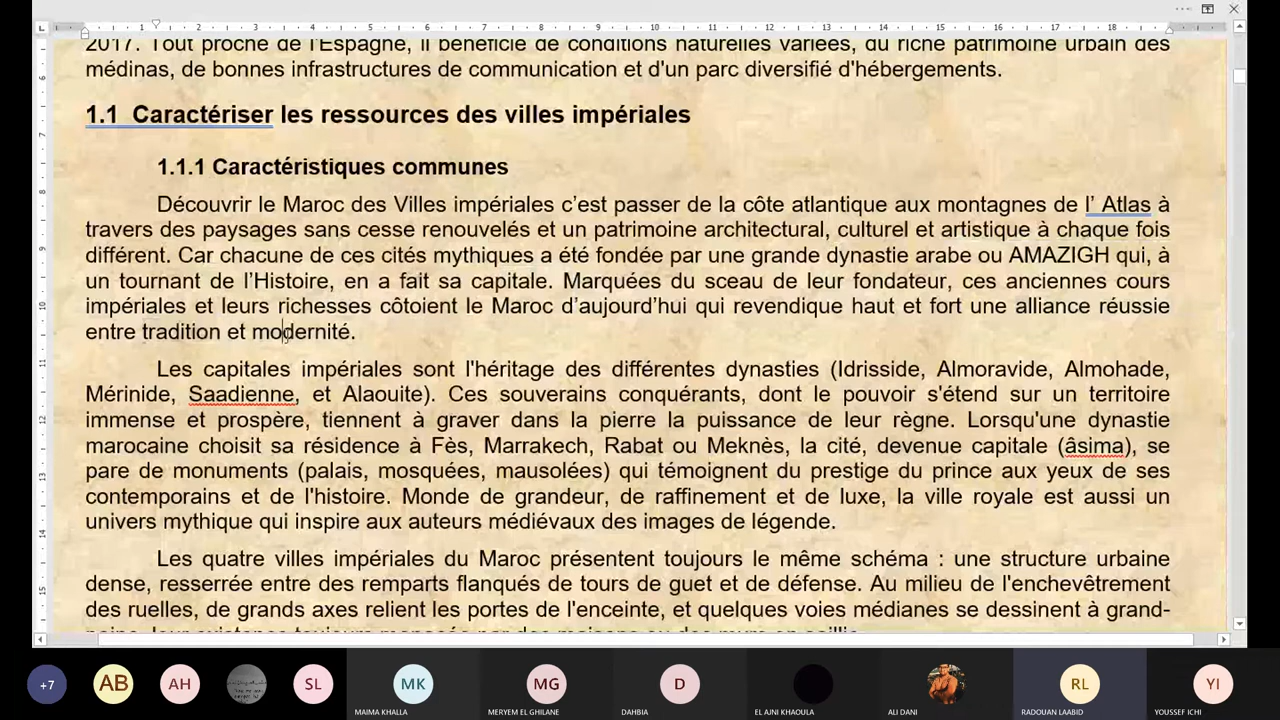 2017. Tout proche de l'Espagne, il bénéficie de conditions naturelles variées, du riche patrimoine urbain des
médinas, de bonnes infrastructures de communication et d'un parc diversifié d'hébergements.
1.1 Caractériser les ressources des villes impériales
1.1.1 Caractéristiques communes
Découvrir le Maroc des Villes impériales c’est passer de la côte atlantique aux montagnes de l’ Atlas à
travers des paysages sans cesse renouvelés et un patrimoine architectural, culturel et artistique à chaque fois
différent. Car chacune de ces cités mythiques a été fondée par une grande dynastie arabe ou AMAZIGH qui, à
un tournant de l’Histoire, en a fait sa capitale. Marquées du sceau de leur fondateur, ces anciennes cours
impériales et leurs richesses côtoient le Maroc d’aujourd’hui qui revendique haut et fort une alliance réussie
entre tradition et modernité.
Les capitales impériales sont l'héritage des différentes dynasties (Idrisside, Almoravide, Almohade,
Mérinide, Saadienne, et Alaouite). Ces souverains conquérants, dont le pouvoir s'étend sur un territoire
immense et prospère, tiennent à graver dans la pierre la puissance de leur règne. Lorsqu'une dynastie
marocaine choisit sa résidence à Fès, Marrakech, Rabat ou Meknès, la cité, devenue capitale (âsima), se
pare de monuments (palais, mosquées, mausolées) qui témoignent du prestige du prince aux yeux de ses
contemporains et de l'histoire. Monde de grandeur, de raffinement et de luxe, la ville royale est aussi un
univers mythique qui inspire aux auteurs médiévaux des images de légende.
Les quatre villes impériales du Maroc présentent toujours le même schéma : une structure urbaine
dense, resserrée entre des remparts flanqués de tours de guet et de défense. Au milieu de l'enchevêtrement
des ruelles, de grands axes relient les portes de l'enceinte, et quelques voies médianes se dessinent à grand-
+7 AB AH SL MK MG D RL YI
MAIMA KHALLA MERYEM EL GHILANE DAHBIA EL AJNI KHAOULA ALI DANI RADOUAN LAABID YOUSSEF ICHI